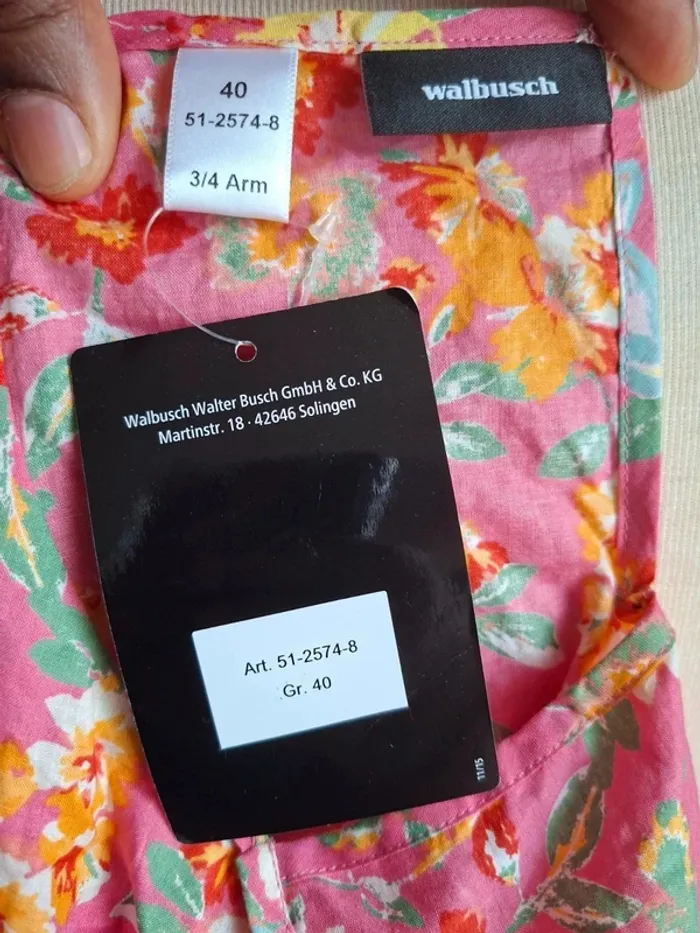 40
51-2574-8
3/4 Arm
walbusch
Walbusch Walter Busch GmbH & Co. KG
Martinstr. 18 · 42646 Solingen
Art. 51-2574-8
Gr. 40
11/15